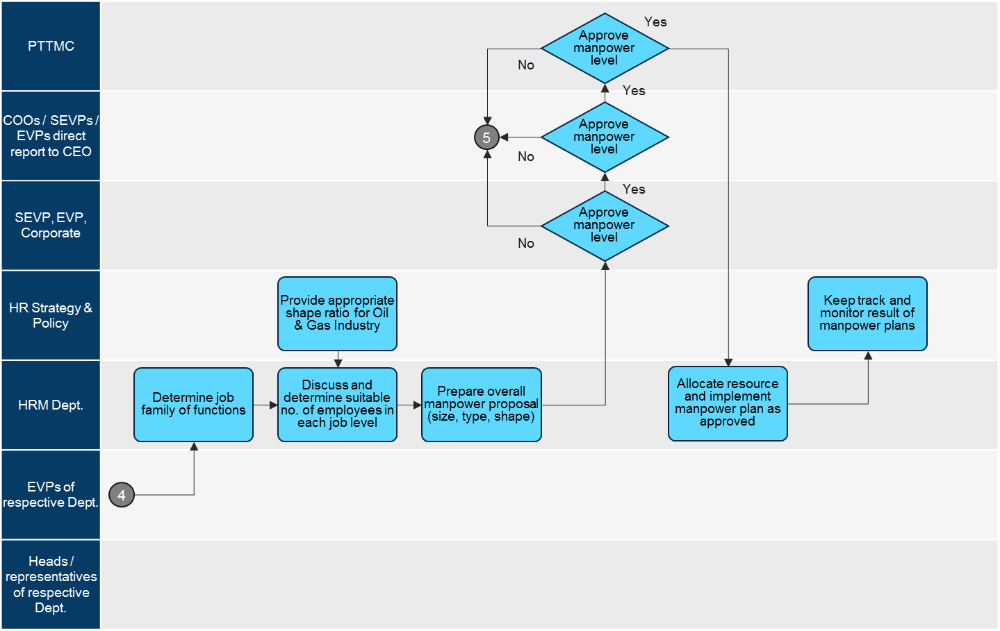 PTTMC
Approve
manpower
level
Yes
No
COOs / SEVPs /
EVPs direct
report to CEO
5
Approve
manpower
level
Yes
No
SEVP, EVP,
Corporate
Approve
manpower
level
Yes
No
HR Strategy &
Policy
Provide appropriate
shape ratio for Oil
& Gas Industry
Keep track and
monitor result of
manpower plans
HRM Dept.
Determine job
family of functions
Discuss and
determine suitable
no. of employees in
each job level
Prepare overall
manpower proposal
(size, type, shape)
Allocate resource
and implement
manpower plan as
approved
EVPs of
respective Dept.
4
Heads /
representatives
of respective
Dept.